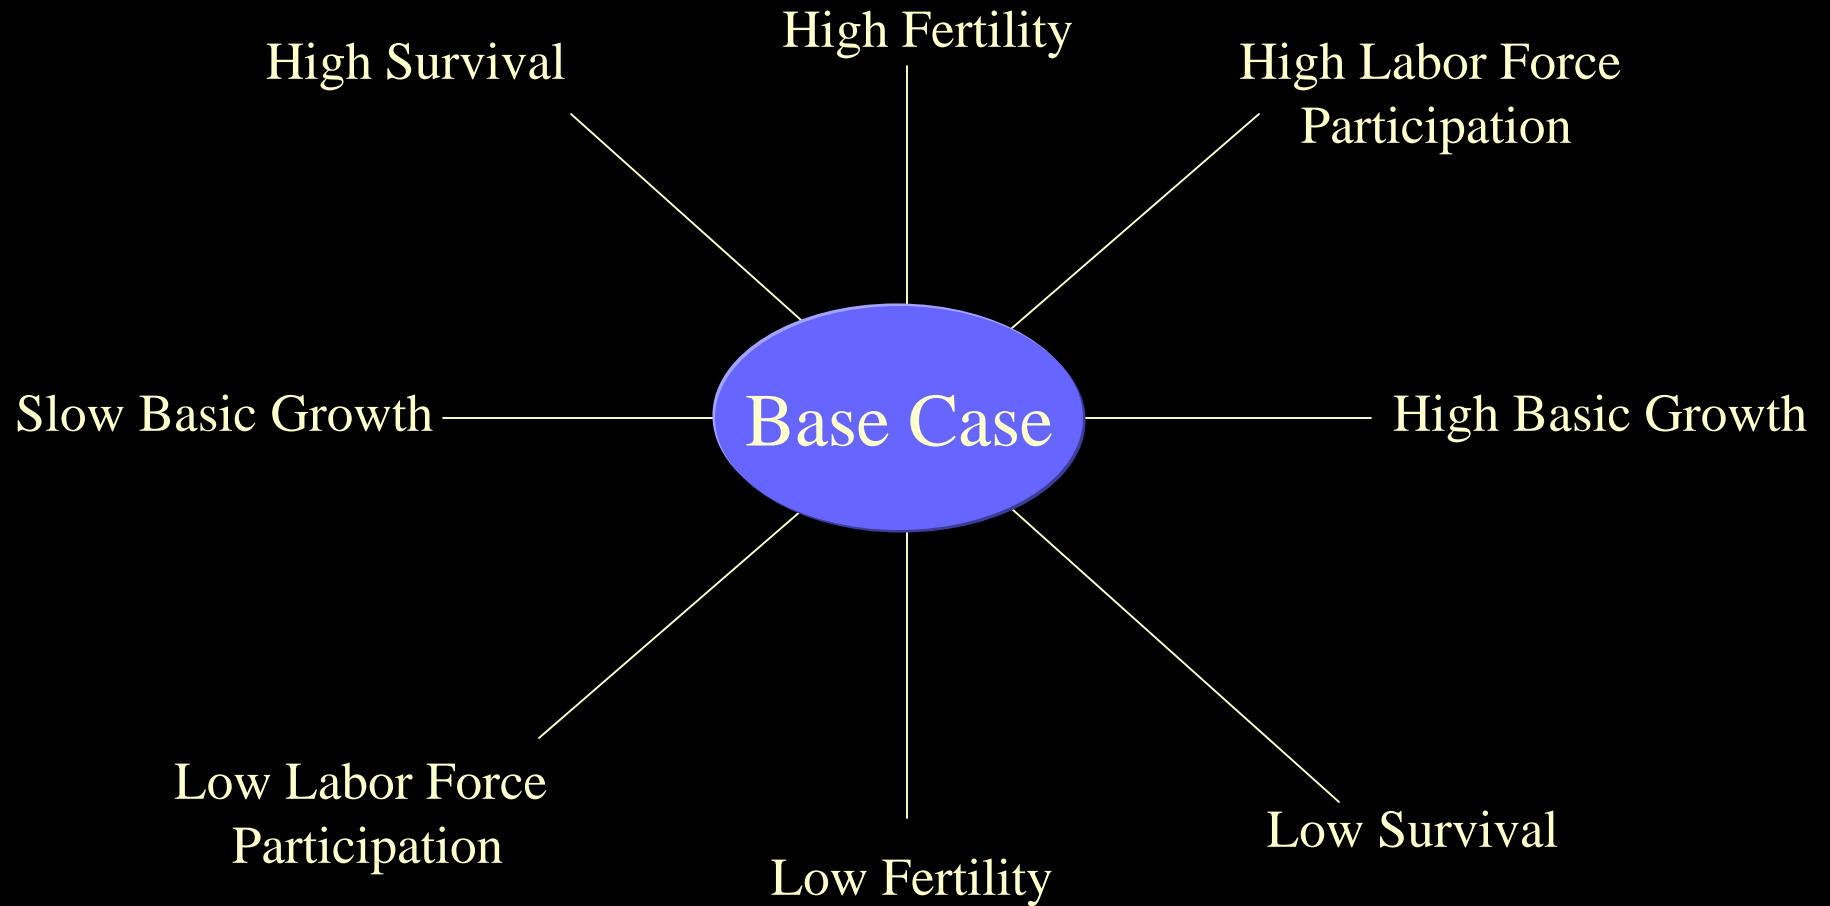 High Fertility
High Survival
High Labor Force
Participation
Slow Basic Growth
Base Case
High Basic Growth
Low Labor Force
Participation
Low Survival
Low Fertility